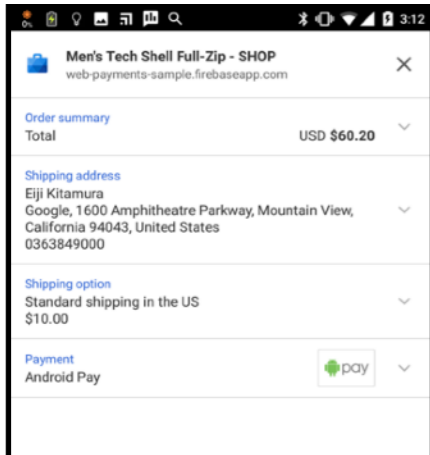 3:12
Men's Tech Shell Full-Zip - SHOP
web-payments-sample.firebaseapp.com
Order summary
Total USD $60.20
Shipping address
Eiji Kitamura
Google, 1600 Amphitheatre Parkway, Mountain View,
California 94043, United States
0363849000
Shipping option
Standard shipping in the US
$10.00
Payment
Android Pay
pay